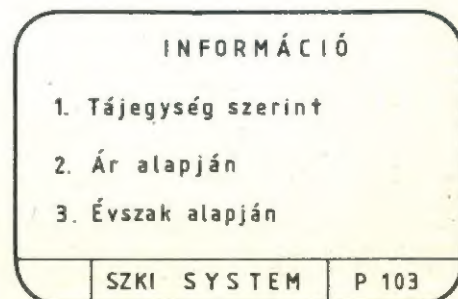 INFORMÁCIÓ
1. Tájegység szerint
2. Ár alapján
3. Évszak alapján
SZKI SYSTEM P 103